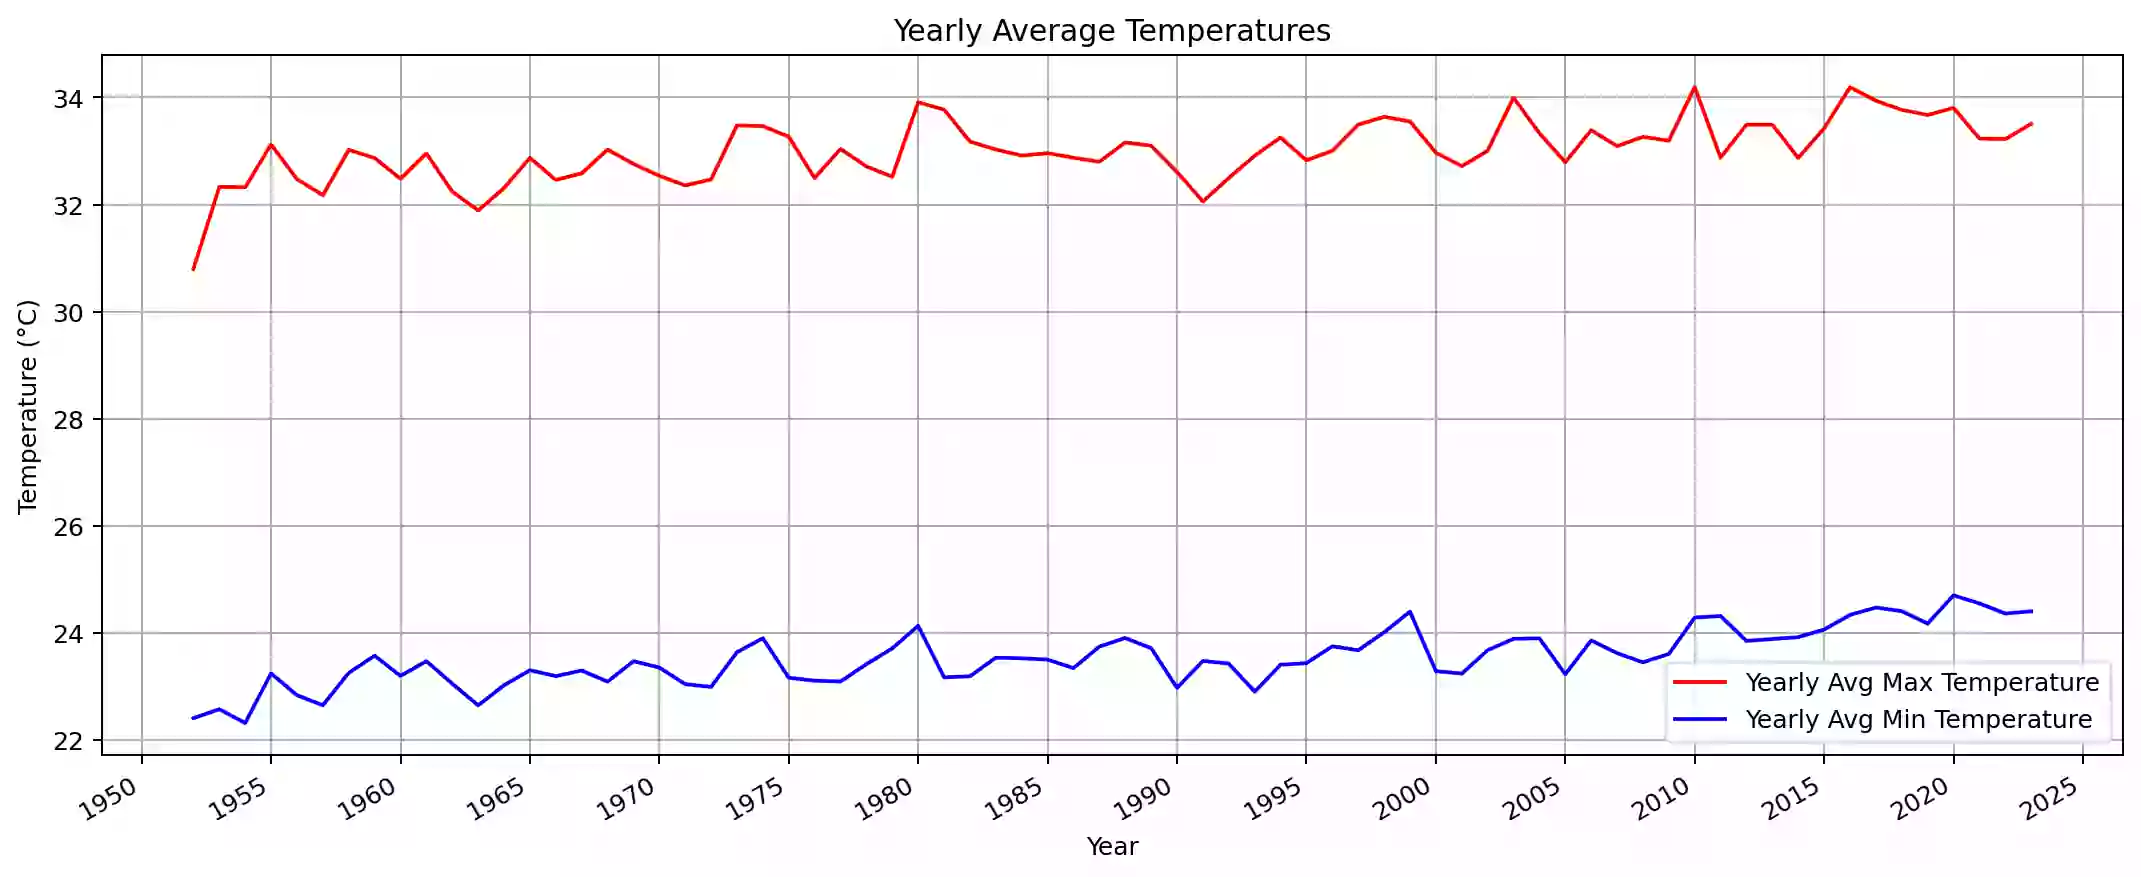 Yearly Average Temperatures
34
32
30
28
26
24
22
Temperature (°C)
Yearly Avg Max Temperature
Yearly Avg Min Temperature
1950 1955 1960 1965 1970 1975 1980 1985 1990 1995 2000 2005 2010 2015 2020 2025
Year